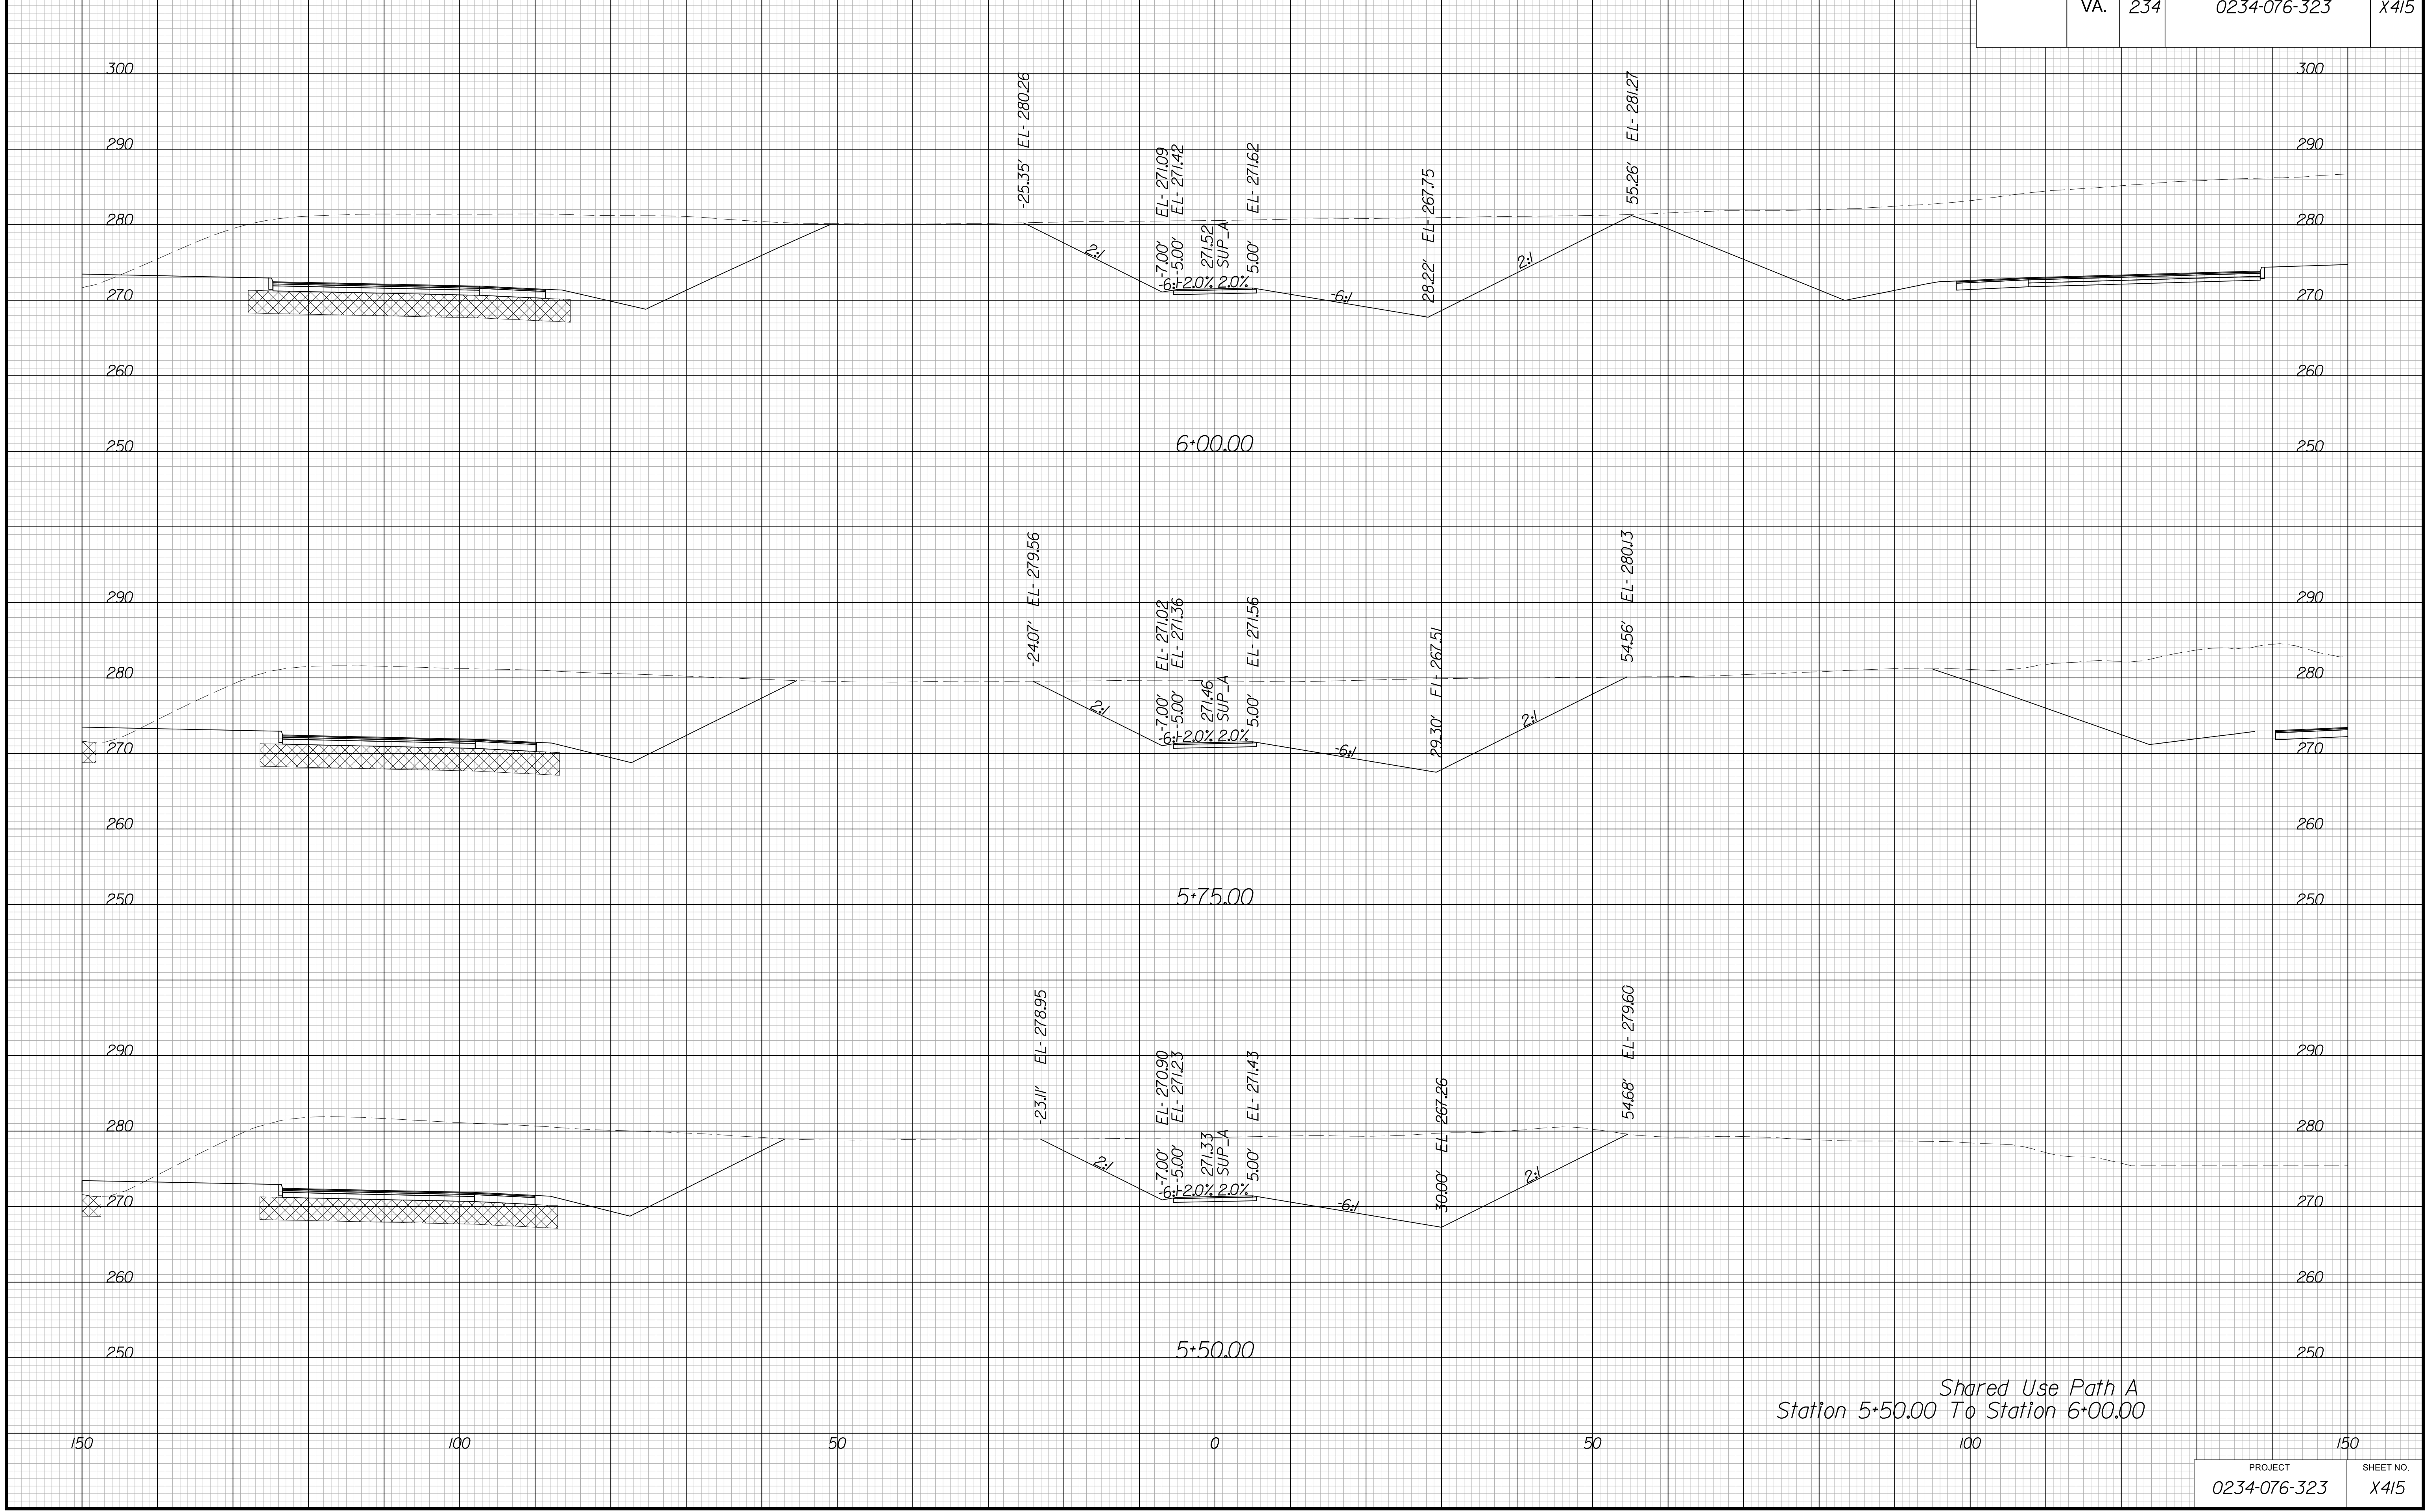 VA. 234 0234-076-323 X415
300 300
-25.35' EL- 280.26
-7.00' EL- 271.09
-5.00' EL- 271.42
271.52
SUP_A
5.00' EL- 271.62
28.22' EL- 267.75
55.26' EL- 281.27
290 290
280 280
2:1 -6:1 -2.0% 2.0% -6:1 2:1
270 270
260 260
250 6+00.00 250
-24.07' EL- 279.56
-7.00' EL- 271.02
-5.00' EL- 271.36
271.46
SUP_A
5.00' EL- 271.56
29.30' EL- 267.51
54.56' EL- 280.13
290 290
280 280
2:1 -6:1 -2.0% 2.0% -6:1 2:1
270 270
260 260
250 5+75.00 250
-23.11' EL- 278.95
-7.00' EL- 270.90
-5.00' EL- 271.23
271.33
SUP_A
5.00' EL- 271.43
30.00' EL- 267.26
54.68' EL- 279.60
290 290
280 280
2:1 -6:1 -2.0% 2.0% -6:1 2:1
270 270
260 260
250 5+50.00 250
Shared Use Path A
Station 5+50.00 To Station 6+00.00
150 100 50 0 50 100 150
PROJECT SHEET NO.
0234-076-323 X415